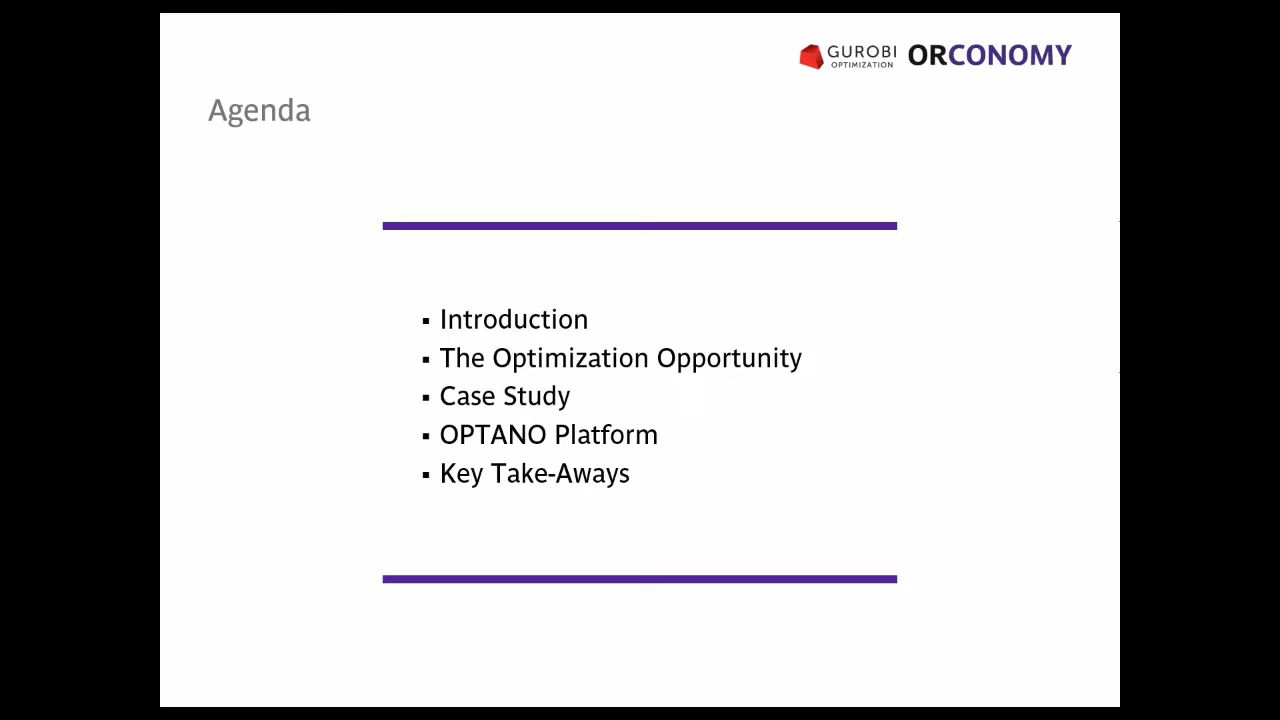 GUROBI
OPTIMIZATION
ORCONOMY
Agenda
▪ Introduction
▪ The Optimization Opportunity
▪ Case Study
▪ OPTANO Platform
▪ Key Take-Aways